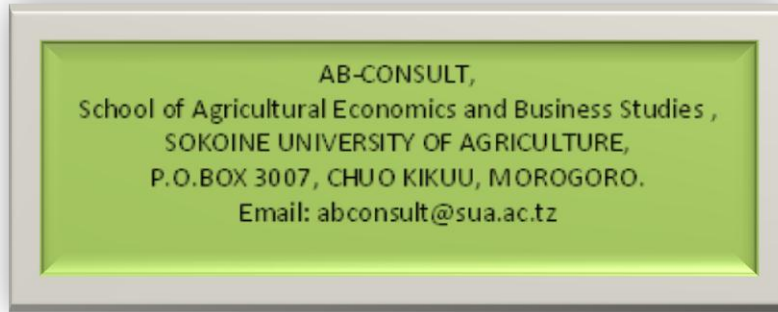 AB-CONSULT,
School of Agricultural Economics and Business Studies ,
SOKOINE UNIVERSITY OF AGRICULTURE,
P.O.BOX 3007, CHUO KIKUU, MOROGORO.
Email: abconsult@sua.ac.tz